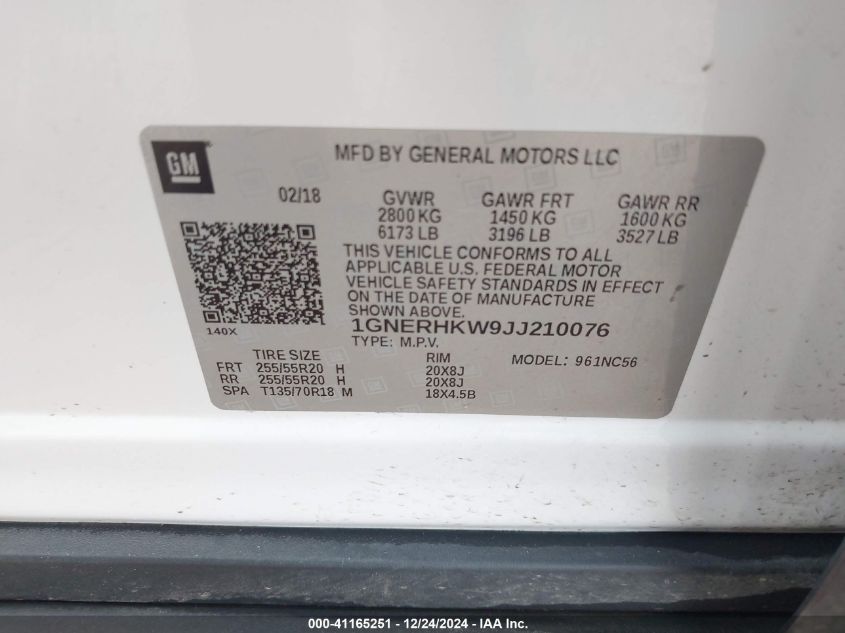 GM
MFD BY GENERAL MOTORS LLC
02/18 GVWR GAWR FRT GAWR RR
2800 KG 1450 KG 1600 KG
6173 LB 3196 LB 3527 LB
THIS VEHICLE CONFORMS TO ALL
APPLICABLE U.S. FEDERAL MOTOR
VEHICLE SAFETY STANDARDS IN EFFECT
ON THE DATE OF MANUFACTURE
SHOWN ABOVE.
140X 1GNERHKW9JJ210076
TYPE: M.P.V.
TIRE SIZE RIM MODEL: 961NC56
FRT 255/55R20 H 20X8J
RR 255/55R20 H 20X8J
SPA T135/70R18 M 18X4.5B
000-41165251 - 12/24/2024 - IAA Inc.